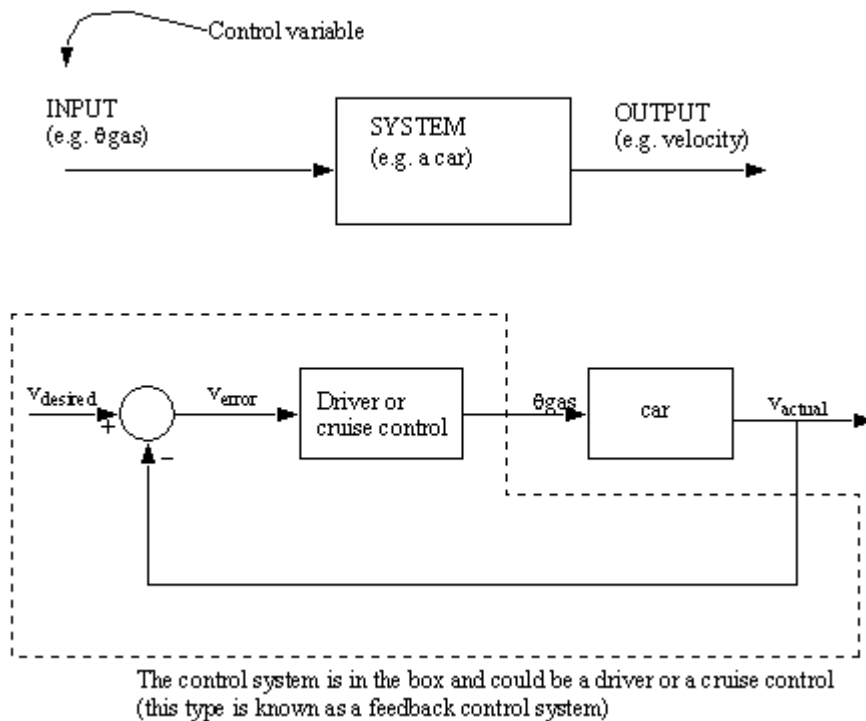 Control variable
INPUT
(e.g. θgas)
SYSTEM
(e.g. a car)
OUTPUT
(e.g. velocity)
vdesired
+
−
verror
Driver or
cruise control
θgas
car
vactual
The control system is in the box and could be a driver or a cruise control
(this type is known as a feedback control system)